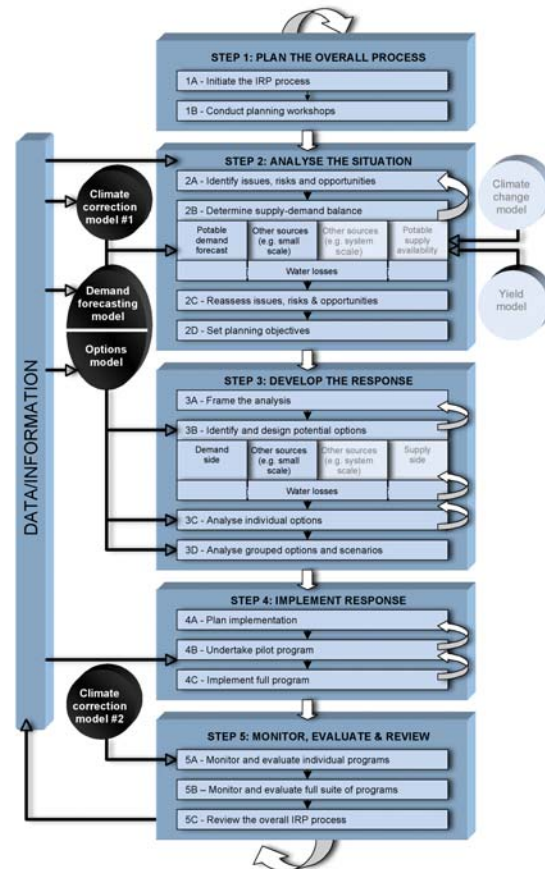 STEP 1: PLAN THE OVERALL PROCESS
1A - Initiate the IRP process
1B - Conduct planning workshops
STEP 2: ANALYSE THE SITUATION
2A - Identify issues, risks and opportunities
2B - Determine supply-demand balance
Potable
demand
forecast
Other sources
(e.g. small
scale)
Other sources
(e.g. system
scale)
Potable
supply
availability
Water losses
2C - Reassess issues, risks & opportunities
2D - Set planning objectives
Climate
correction
model #1
Demand
forecasting
model
Options
model
Climate
change
model
Yield
model
DATA/INFORMATION
STEP 3: DEVELOP THE RESPONSE
3A - Frame the analysis
3B - Identify and design potential options
Demand
side
Other sources
(e.g. small
scale)
Other sources
(e.g. system
scale)
Supply
side
Water losses
3C - Analyse individual options
3D - Analyse grouped options and scenarios
STEP 4: IMPLEMENT RESPONSE
4A - Plan implementation
4B - Undertake pilot program
4C - Implement full program
Climate
correction
model #2
STEP 5: MONITOR, EVALUATE & REVIEW
5A - Monitor and evaluate individual programs
5B – Monitor and evaluate full suite of programs
5C - Review the overall IRP process